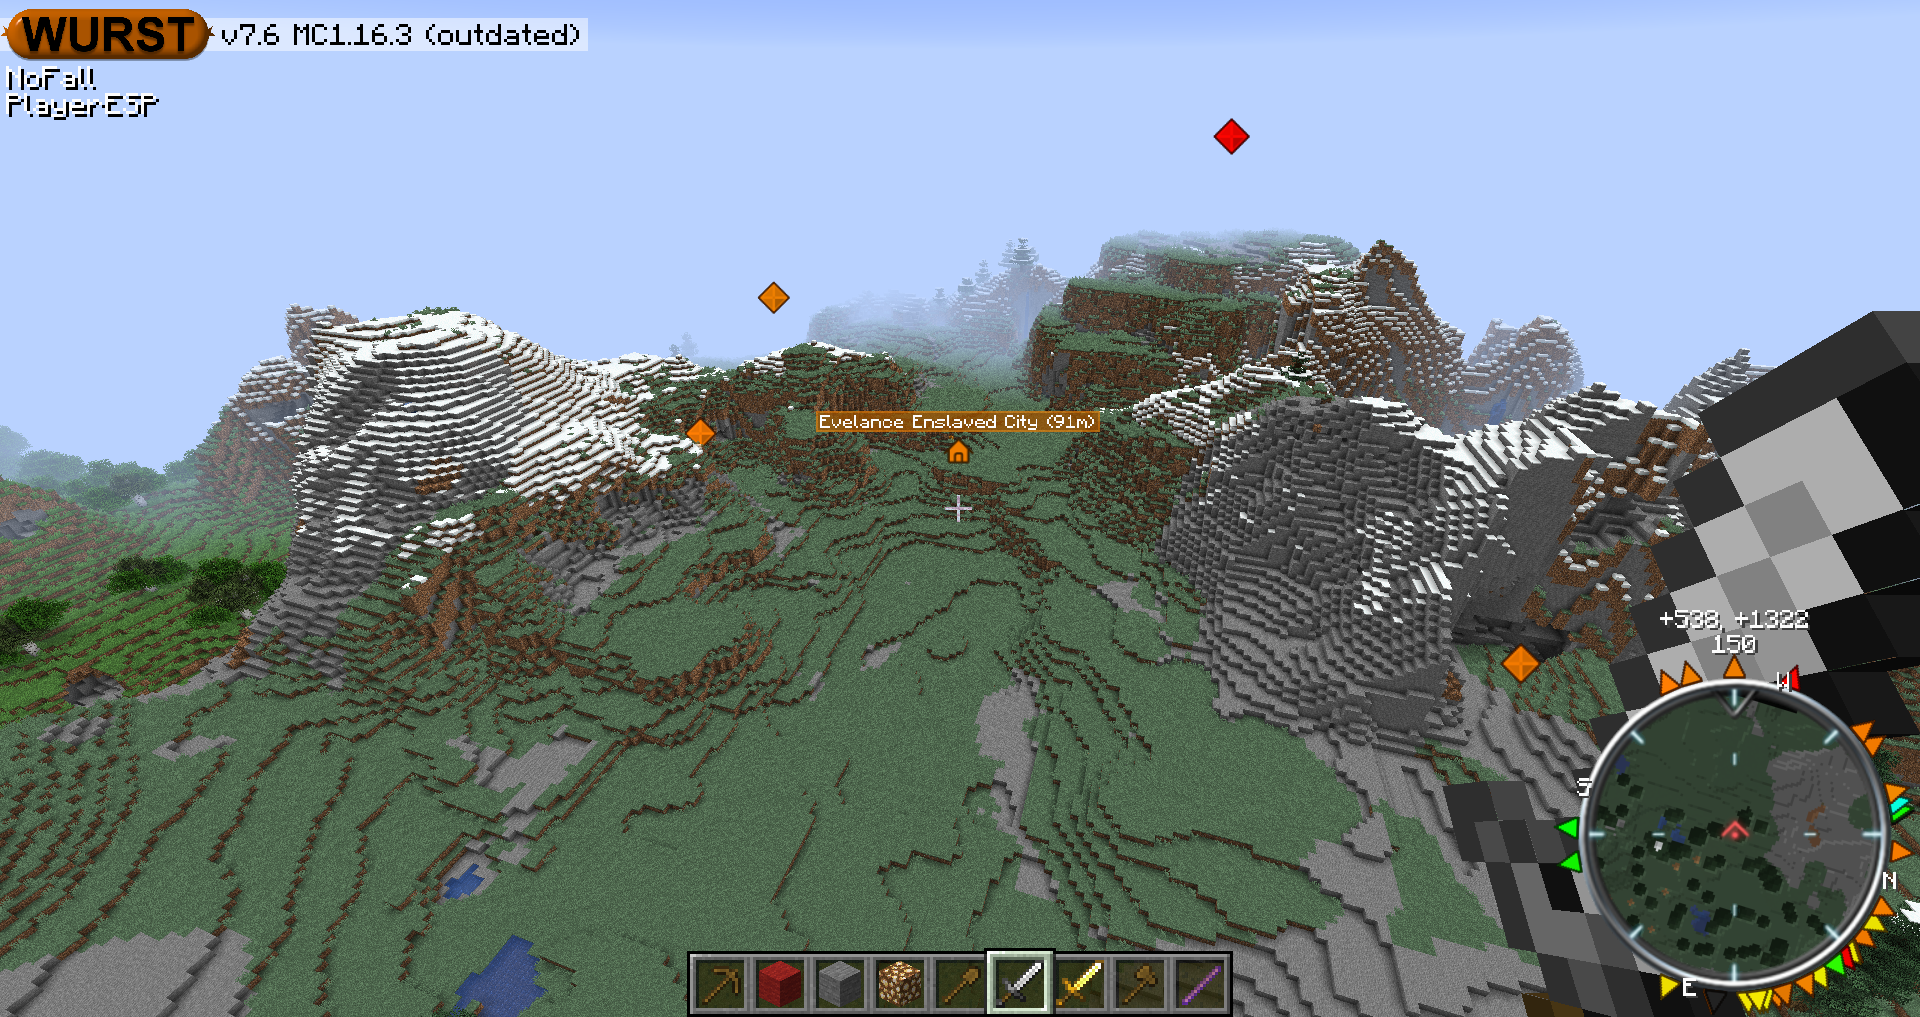 WURST v7.6 MC1.16.3 (outdated)
NoFall
PlayerESP
Evelance Enslaved City (91m)
+538, +1322
150
W
S
N
E